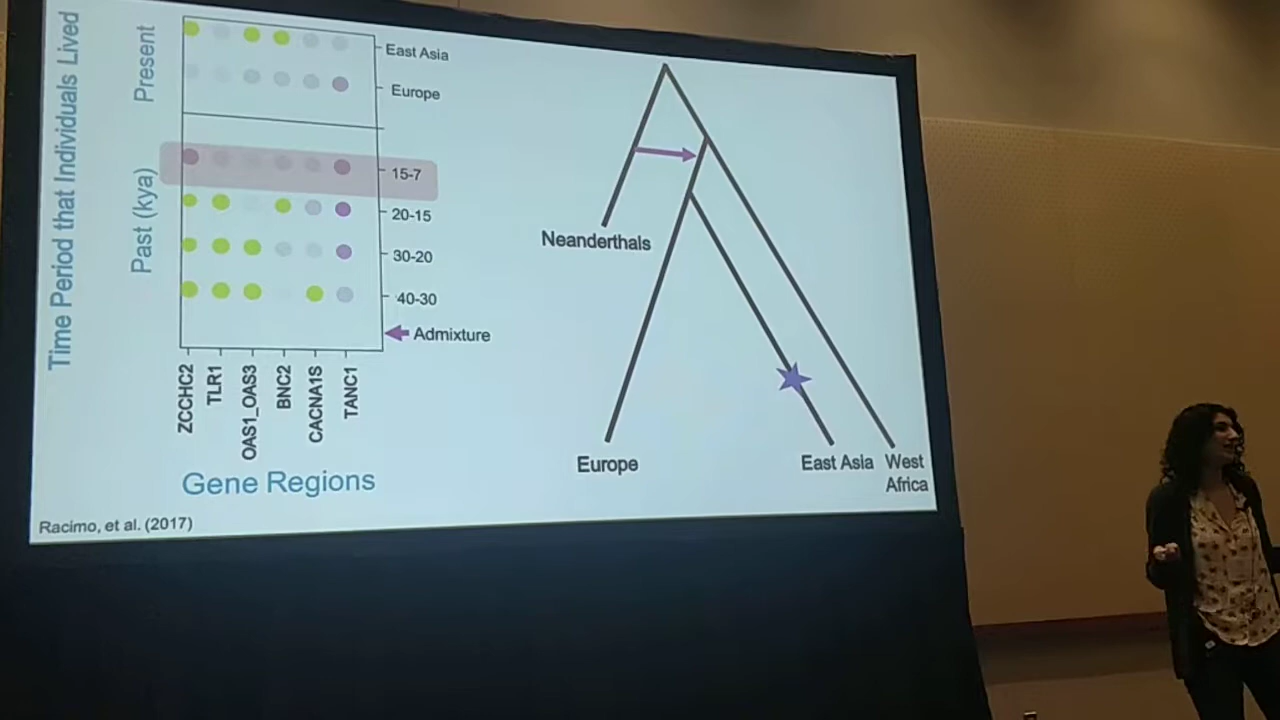 Time Period that Individuals Lived
Present
Past (kya)
East Asia
Europe
15-7
20-15
30-20
40-30
Admixture
ZCCHC2
TLR1
OAS1_OAS3
BNC2
CACNA1S
TANC1
Gene Regions
Racimo, et al. (2017)
Neanderthals
Europe
East Asia
West
Africa